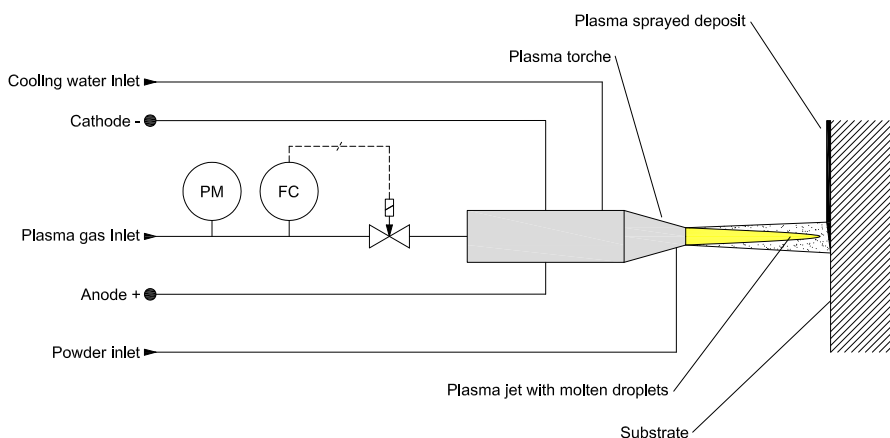 Plasma sprayed deposit
Plasma torche
Cooling water Inlet
Cathode -
PM
FC
Plasma gas Inlet
Anode +
Powder inlet
Plasma jet with molten droplets
Substrate